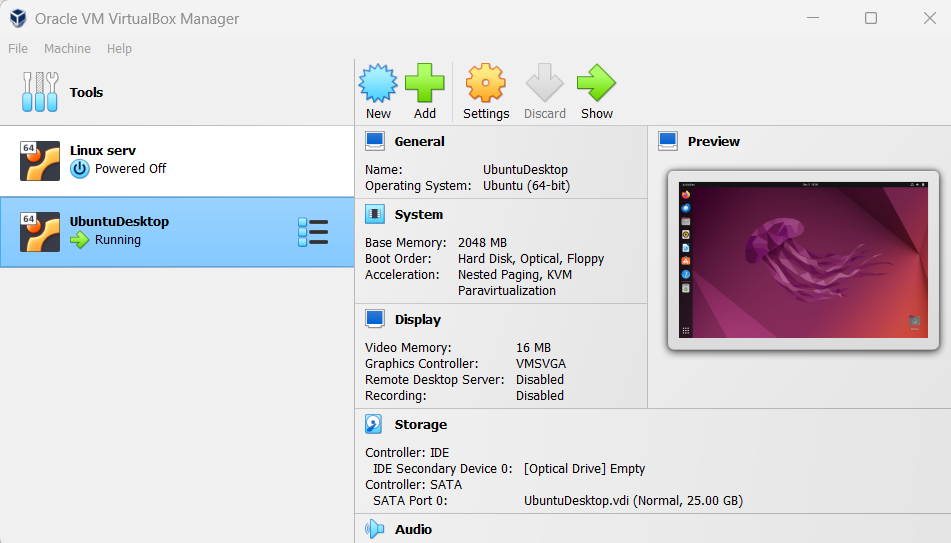 Oracle VM VirtualBox Manager
File Machine Help
Tools
New Add Settings Discard Show
64
Linux serv
Powered Off
64
UbuntuDesktop
Running
General
Name: UbuntuDesktop
Operating System: Ubuntu (64-bit)
System
Base Memory: 2048 MB
Boot Order: Hard Disk, Optical, Floppy
Acceleration: Nested Paging, KVM
Paravirtualization
Display
Video Memory: 16 MB
Graphics Controller: VMSVGA
Remote Desktop Server: Disabled
Recording: Disabled
Preview
Storage
Controller: IDE
IDE Secondary Device 0: [Optical Drive] Empty
Controller: SATA
SATA Port 0: UbuntuDesktop.vdi (Normal, 25.00 GB)
Audio